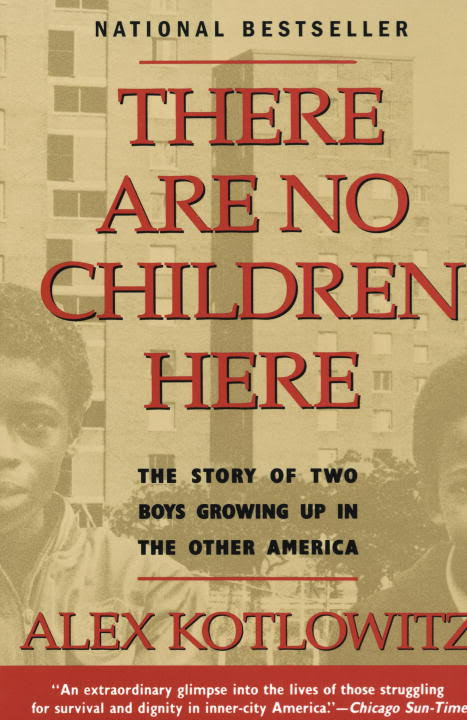 NATIONAL BESTSELLER
THERE
ARE NO
CHILDREN
HERE
THE STORY OF TWO
BOYS GROWING UP IN
THE OTHER AMERICA
ALEX KOTLOWITZ
"An extraordinary glimpse into the lives of those struggling
for survival and dignity in inner-city America."—Chicago Sun-Time